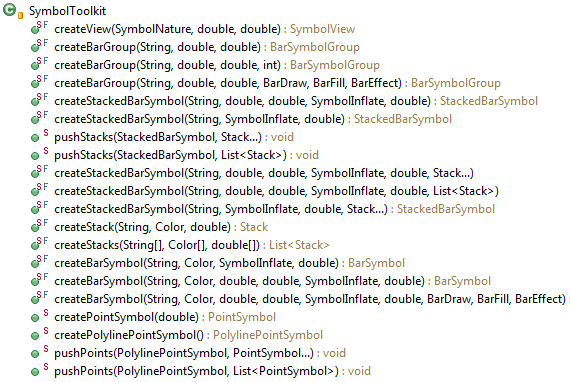 SymbolToolkit
createView(SymbolNature, double, double) : SymbolView
createBarGroup(String, double, double) : BarSymbolGroup
createBarGroup(String, double, double, int) : BarSymbolGroup
createBarGroup(String, double, double, BarDraw, BarFill, BarEffect) : BarSymbolGroup
createStackedBarSymbol(String, double, double, SymbolInflate, double) : StackedBarSymbol
createStackedBarSymbol(String, SymbolInflate, double) : StackedBarSymbol
pushStacks(StackedBarSymbol, Stack...) : void
pushStacks(StackedBarSymbol, List<Stack>) : void
createStackedBarSymbol(String, double, double, SymbolInflate, double, Stack...)
createStackedBarSymbol(String, double, double, SymbolInflate, double, List<Stack>)
createStackedBarSymbol(String, SymbolInflate, double, Stack...) : StackedBarSymbol
createStack(String, Color, double) : Stack
createStacks(String[], Color[], double[]) : List<Stack>
createBarSymbol(String, Color, SymbolInflate, double) : BarSymbol
createBarSymbol(String, Color, double, double, SymbolInflate, double) : BarSymbol
createBarSymbol(String, Color, double, double, SymbolInflate, double, BarDraw, BarFill, BarEffect) : BarSymbol
createPointSymbol(double) : PointSymbol
createPolylinePointSymbol() : PolylinePointSymbol
pushPoints(PolylinePointSymbol, PointSymbol...) : void
pushPoints(PolylinePointSymbol, List<PointSymbol>) : void